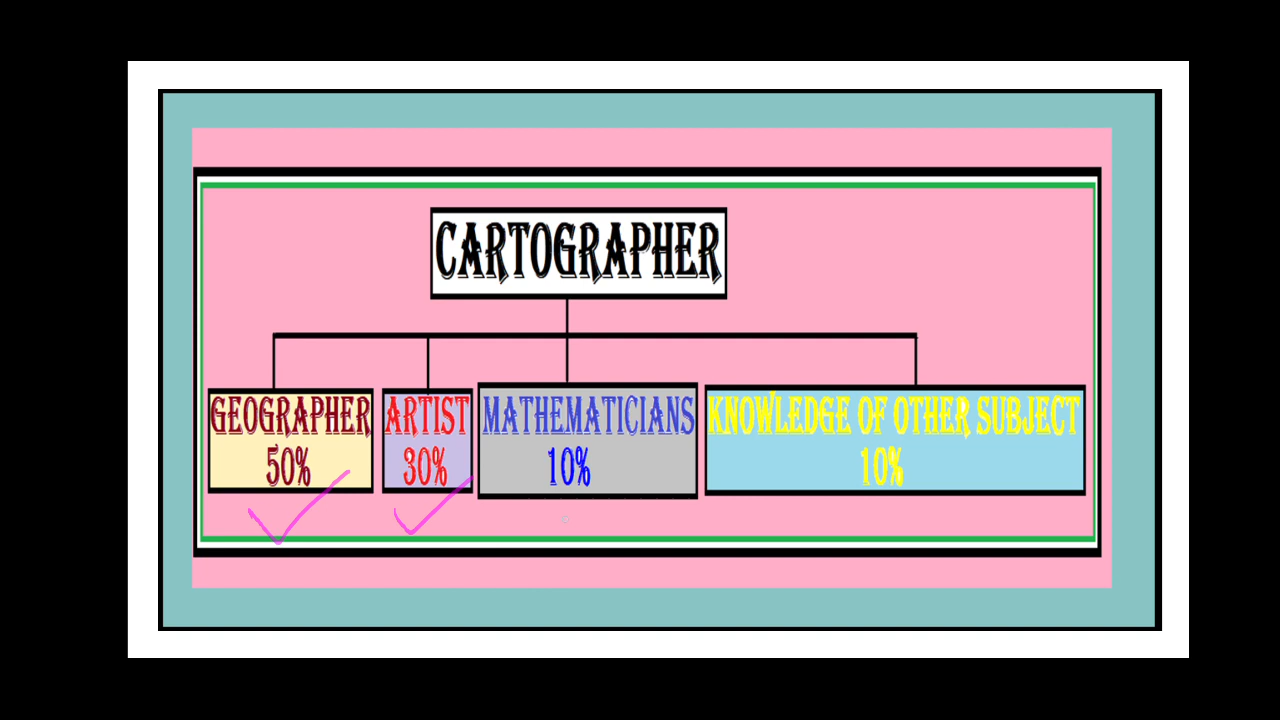 CARTOGRAPHER
GEOGRAPHER
50%
ARTIST
30%
MATHEMATICIANS
10%
KNOWLEDGE OF OTHER SUBJECT
10%